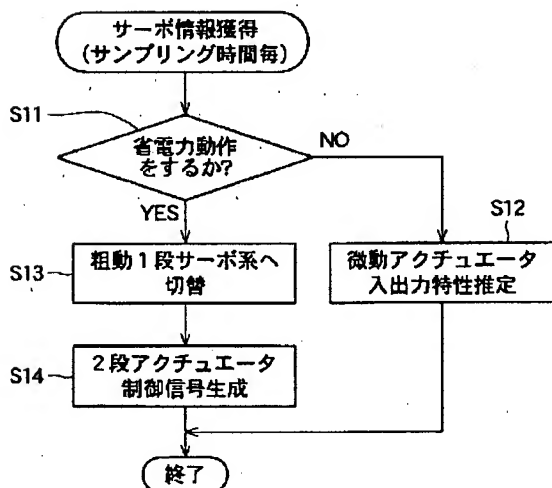 サーボ情報獲得
(サンプリング時間毎)
S11
省電力動作
をするか?
NO
YES
S12
微動アクチュエータ
入出力特性推定
S13
粗動1段サーボ系へ
切替
S14
2段アクチュエータ
制御信号生成
終了